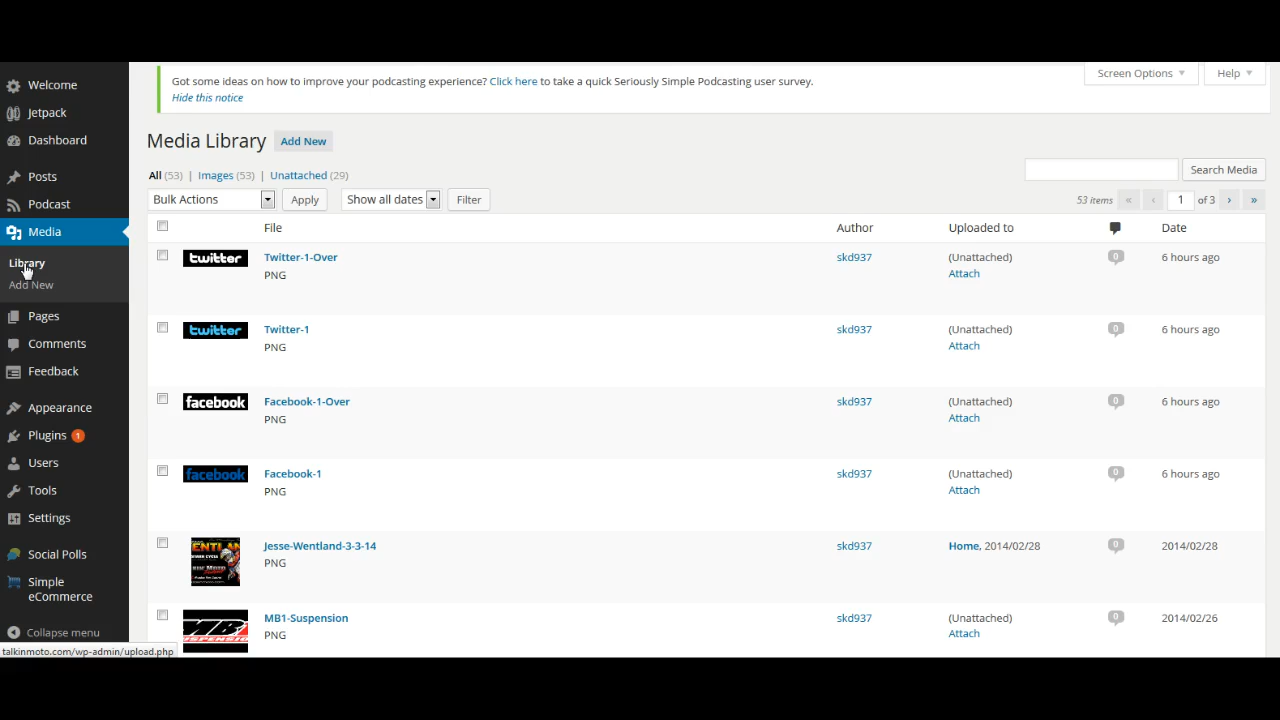 Welcome
Jetpack
Dashboard
Posts
Podcast
Media
Library
Add New
Pages
Comments
Feedback
Appearance
Plugins 1
Users
Tools
Settings
Social Polls
Simple
eCommerce
Collapse menu
talkinmoto.com/wp-admin/upload.php
Got some ideas on how to improve your podcasting experience? Click here to take a quick Seriously Simple Podcasting user survey.
Hide this notice
Screen Options
Help
Media Library Add New
All (53) | Images (53) | Unattached (29)
Search Media
Bulk Actions Apply Show all dates Filter
53 items « ‹ 1 of 3 › »
File Author Uploaded to Date
twitter Twitter-1-Over skd937 (Unattached) 0 6 hours ago
PNG Attach
twitter Twitter-1 skd937 (Unattached) 0 6 hours ago
PNG Attach
facebook Facebook-1-Over skd937 (Unattached) 0 6 hours ago
PNG Attach
facebook Facebook-1 skd937 (Unattached) 0 6 hours ago
PNG Attach
Jesse-Wentland-3-3-14 skd937 Home, 2014/02/28 0 2014/02/28
PNG
MB1-Suspension skd937 (Unattached) 0 2014/02/26
PNG Attach